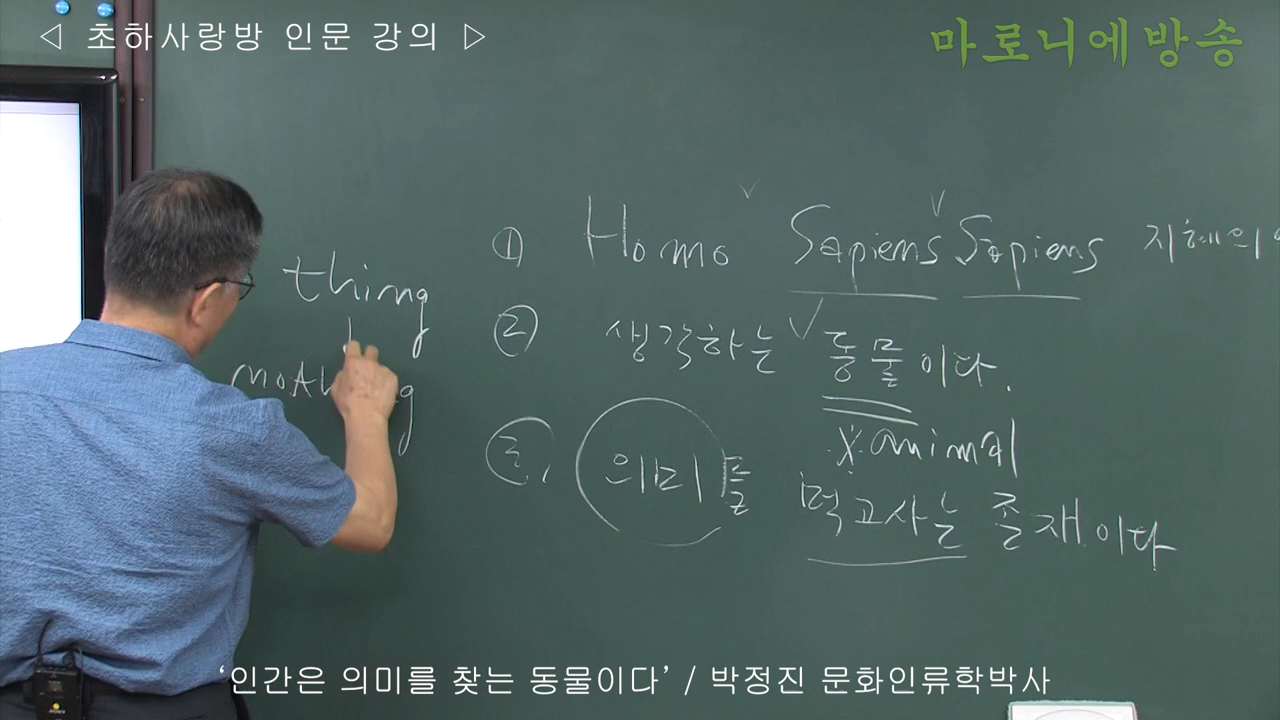 ◁ 초하사랑방 인문 강의 ▷
마로니에방송
① Homo Sapiens Sapiens 지혜의
thing
② 생각하는 동물이다.
animal
③ 의미를 먹고사는 존재이다
‘인간은 의미를 찾는 동물이다’ / 박정진 문화인류학박사